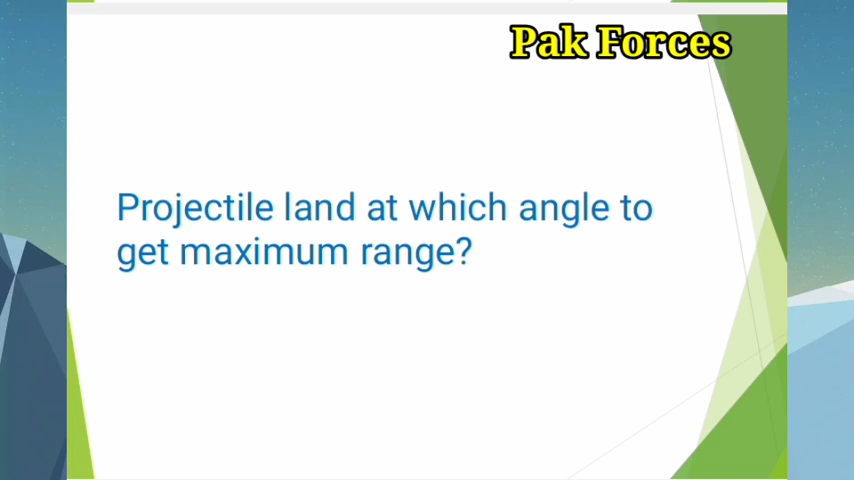 Pak Forces
Projectile land at which angle to
get maximum range?